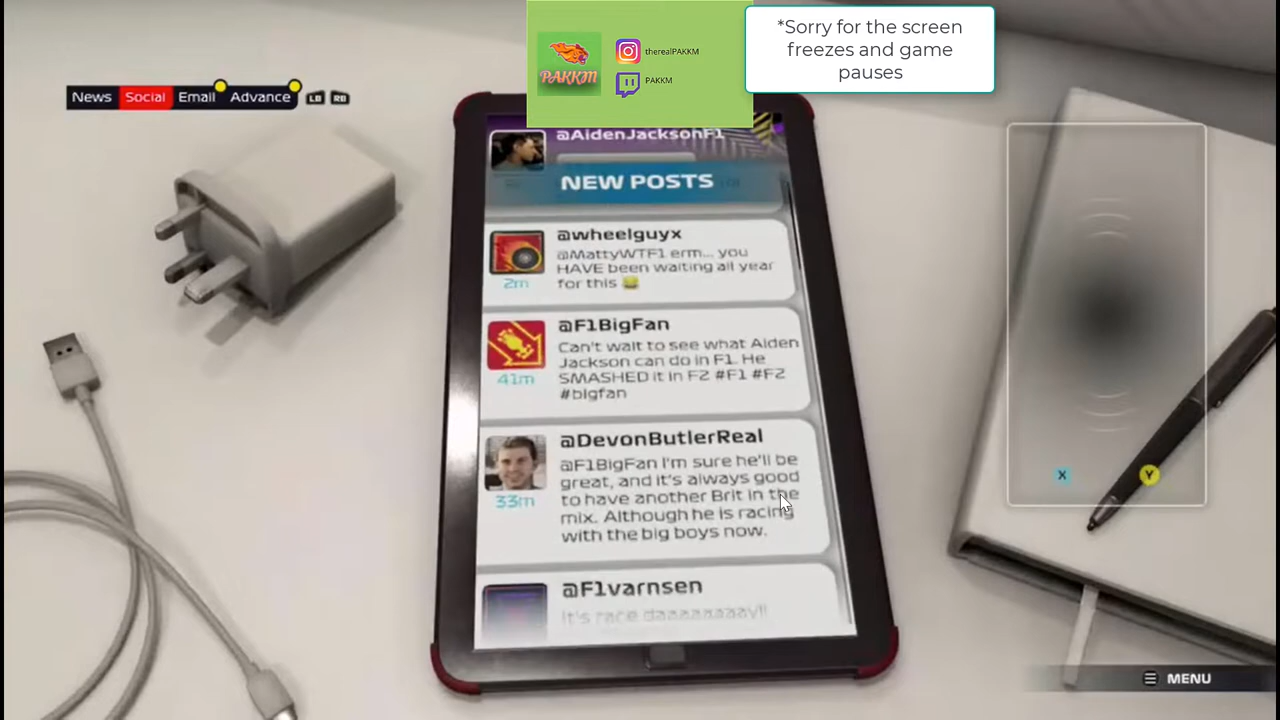 *Sorry for the screen
freezes and game
pauses
PAKKM
therealPAKKM
PAKKM
News
Social
Email
Advance
LB
RB
@AidenJacksonF1
NEW POSTS
@wheelguyx
@MattyWTF1 erm... you
HAVE been waiting all year
for this 😅
2m
@F1BigFan
Can't wait to see what Aiden
Jackson can do in F1. He
SMASHED it in F2 #F1 #F2
#bigfan
41m
@DevonButlerReal
@F1BigFan I'm sure he'll be
great, and it's always good
to have another Brit in the
mix. Although he is racing
with the big boys now.
33m
@F1varnsen
It's race daaaaaaaay!!
X
Y
MENU